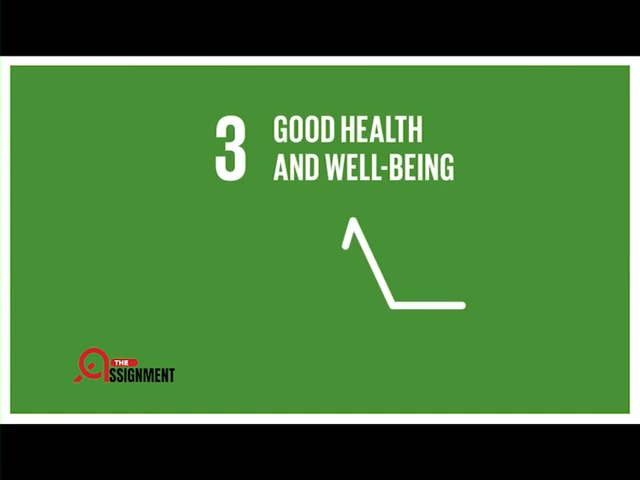 3
GOOD HEALTH
AND WELL-BEING
THE
ASSIGNMENT